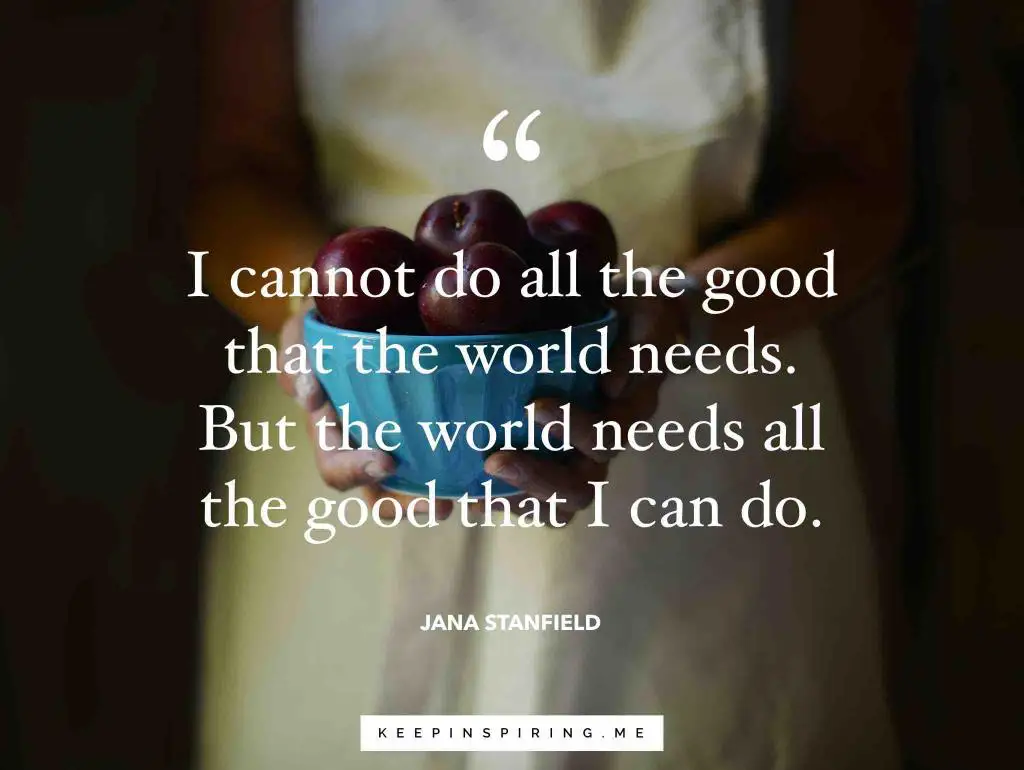 “
I cannot do all the good
that the world needs.
But the world needs all
the good that I can do.
JANA STANFIELD
KEEPINSPIRING.ME